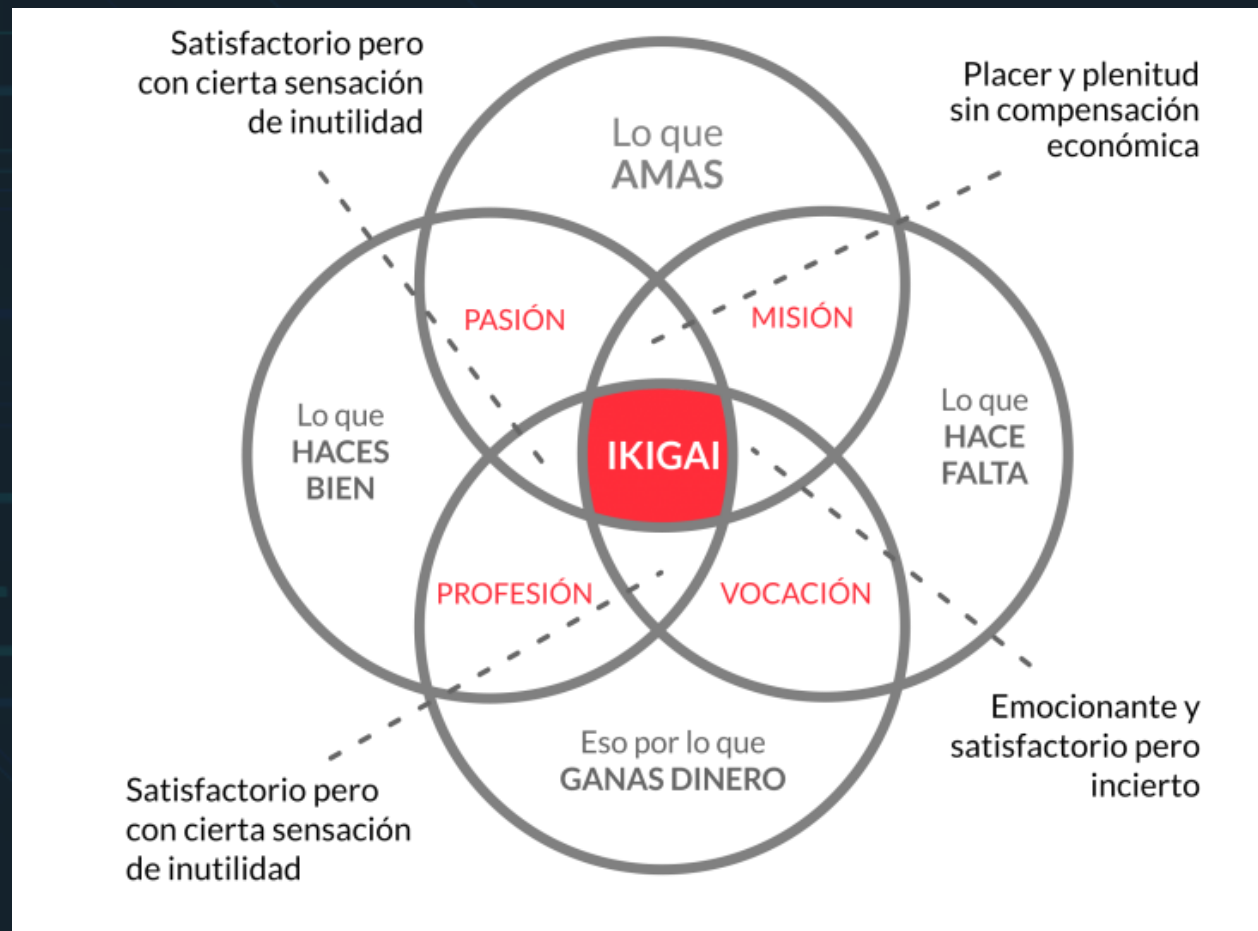 Satisfactorio pero
con cierta sensación
de inutilidad
Placer y plenitud
sin compensación
económica
Lo que
AMAS
PASIÓN
MISIÓN
Lo que
HACES
BIEN
IKIGAI
Lo que
HACE
FALTA
PROFESIÓN
VOCACIÓN
Eso por lo que
GANAS DINERO
Emocionante y
satisfactorio pero
incierto
Satisfactorio pero
con cierta sensación
de inutilidad